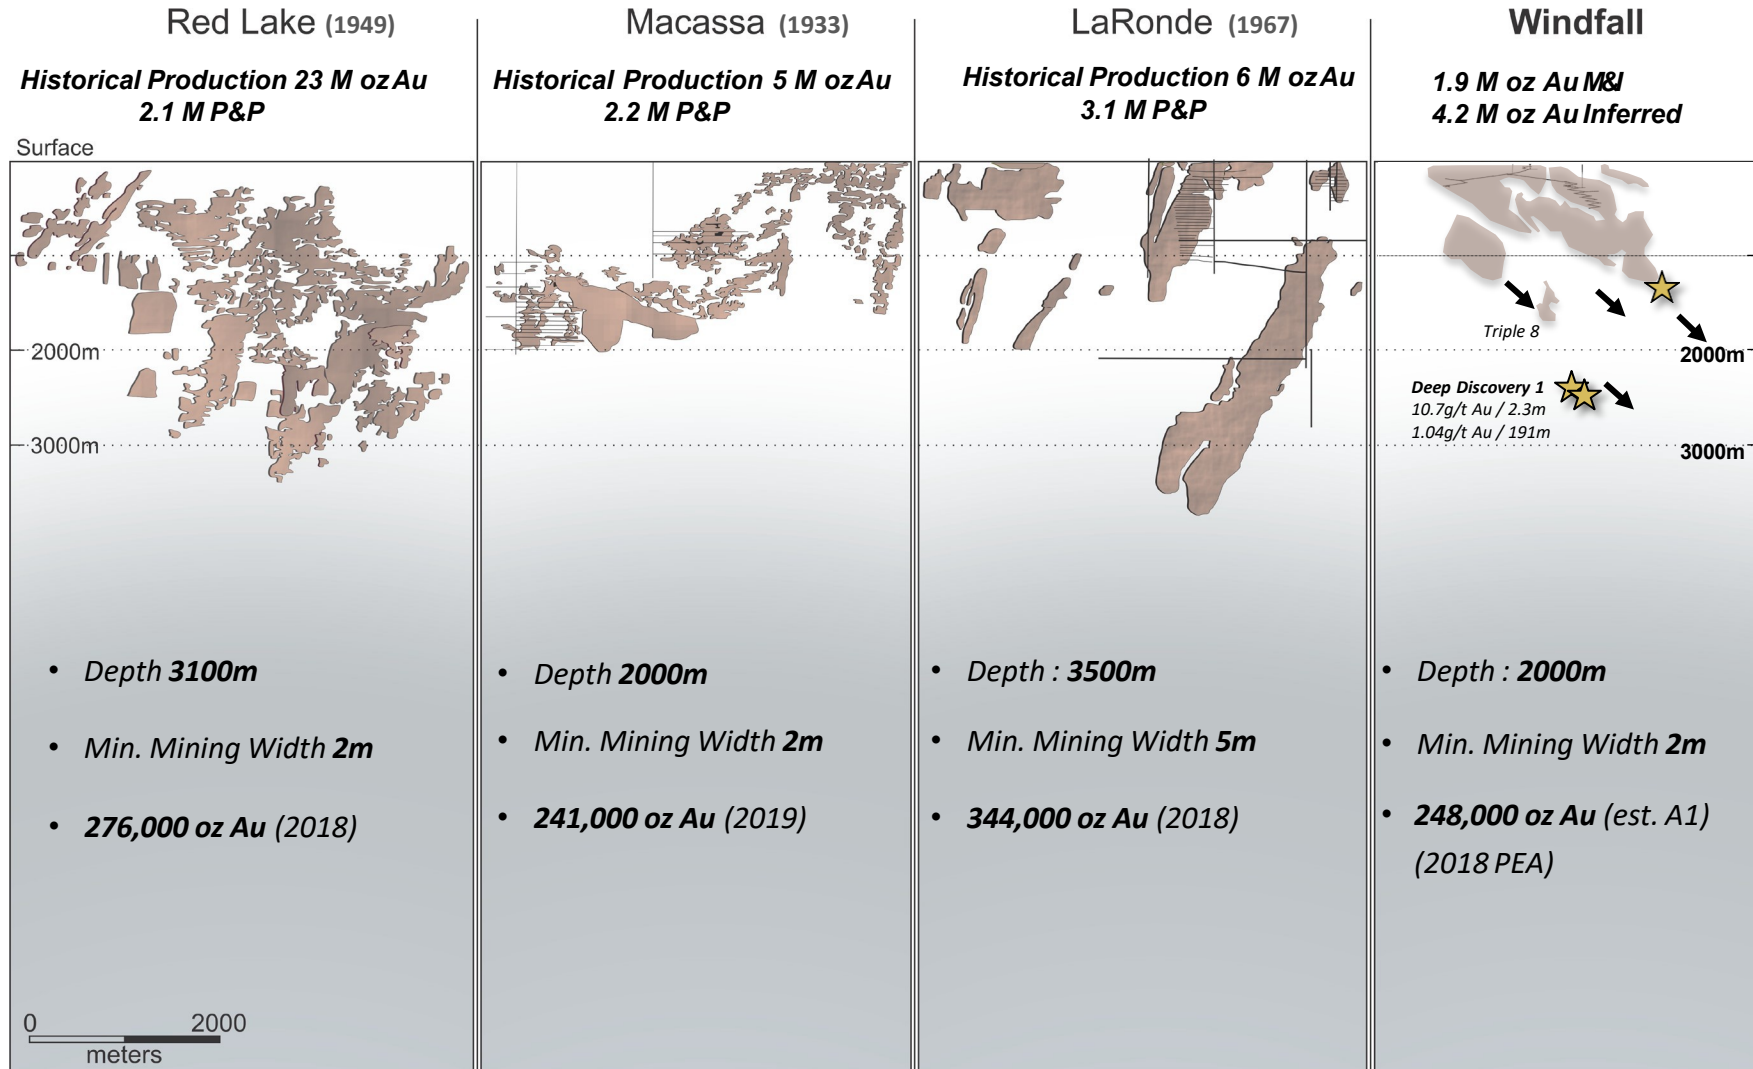 Red Lake (1949)
Historical Production 23 M oz Au
2.1 M P&P
Surface
2000m
3000m
• Depth 3100m
• Min. Mining Width 2m
• 276,000 oz Au (2018)
0 2000
meters
Macassa (1933)
Historical Production 5 M oz Au
2.2 M P&P
• Depth 2000m
• Min. Mining Width 2m
• 241,000 oz Au (2019)
LaRonde (1967)
Historical Production 6 M oz Au
3.1 M P&P
• Depth : 3500m
• Min. Mining Width 5m
• 344,000 oz Au (2018)
Windfall
1.9 M oz Au M&I
4.2 M oz Au Inferred
Triple 8
2000m
Deep Discovery 1
10.7g/t Au / 2.3m
1.04g/t Au / 191m
3000m
• Depth : 2000m
• Min. Mining Width 2m
• 248,000 oz Au (est. A1)
(2018 PEA)